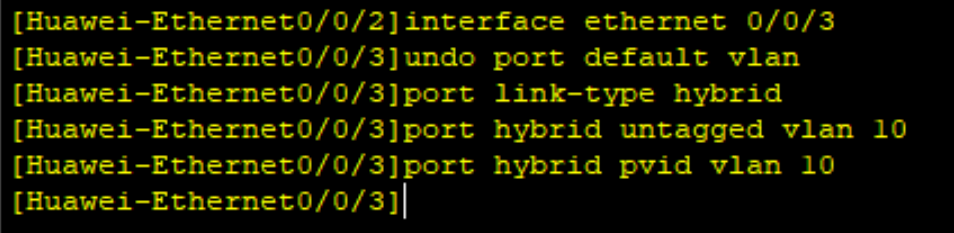 [Huawei-Ethernet0/0/2]interface ethernet 0/0/3
[Huawei-Ethernet0/0/3]undo port default vlan
[Huawei-Ethernet0/0/3]port link-type hybrid
[Huawei-Ethernet0/0/3]port hybrid untagged vlan 10
[Huawei-Ethernet0/0/3]port hybrid pvid vlan 10
[Huawei-Ethernet0/0/3]